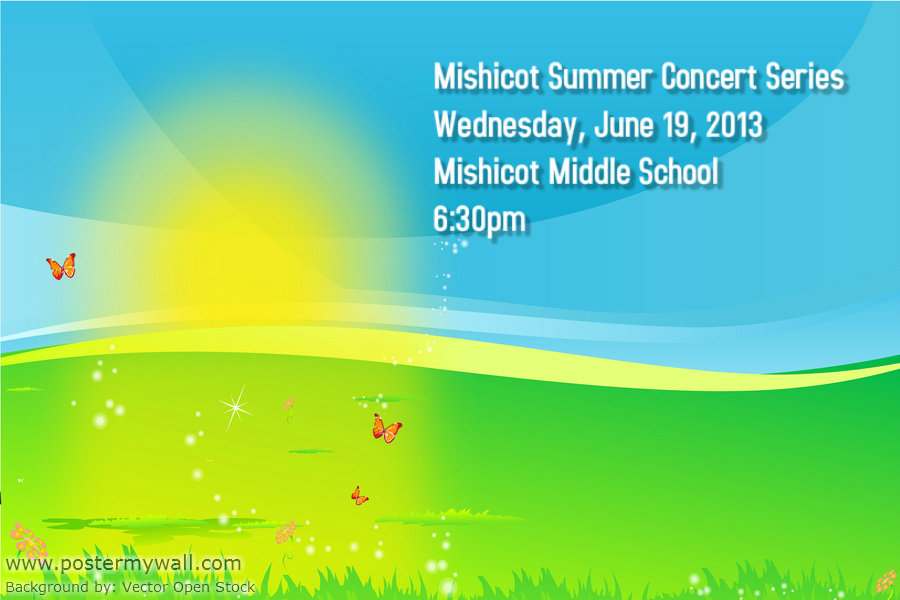 Mishicot Summer Concert Series
Wednesday, June 19, 2013
Mishicot Middle School
6:30pm
www.postermywall.com
Background by: Vector Open Stock